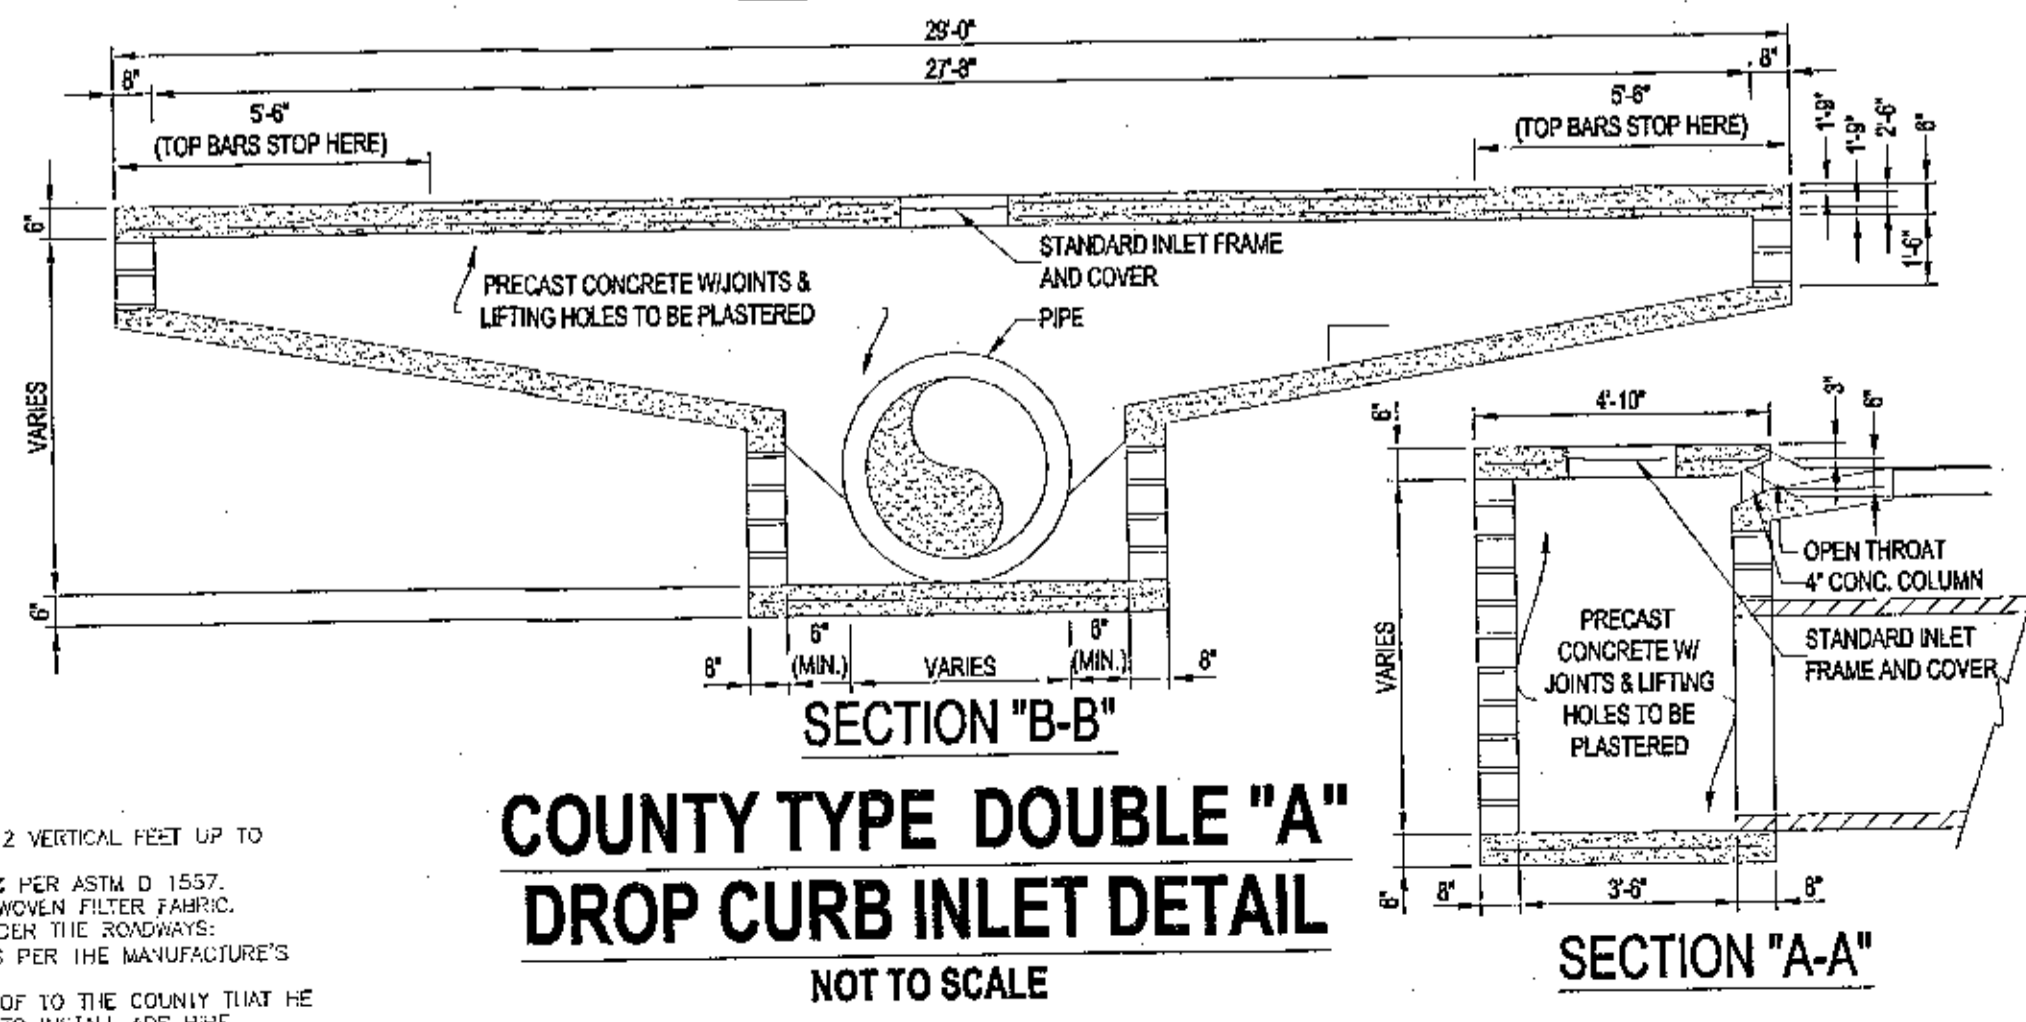 29'-0"
27'-8"
8"
8"
5'-6"
(TOP BARS STOP HERE)
5'-6"
(TOP BARS STOP HERE)
1'-9"
1'-9"
2'-6"
8"
1'-6"
6"
VARIES
6"
PRECAST CONCRETE W/JOINTS &
LIFTING HOLES TO BE PLASTERED
STANDARD INLET FRAME
AND COVER
PIPE
8"
6"
(MIN.)
VARIES
6"
(MIN.)
8"
SECTION "B-B"
4'-10"
3"
6"
6"
VARIES
OPEN THROAT
4" CONC. COLUMN
STANDARD INLET
FRAME AND COVER
PRECAST
CONCRETE W/
JOINTS & LIFTING
HOLES TO BE
PLASTERED
6"
8"
3'-6"
8"
SECTION "A-A"
COUNTY TYPE DOUBLE "A"
DROP CURB INLET DETAIL
NOT TO SCALE
2 VERTICAL FEET UP TO
PER ASTM D 1557.
WOVEN FILTER FABRIC.
THE ROADWAYS:
PER THE MANUFACTURE'S
OF TO THE COUNTY THAT HE